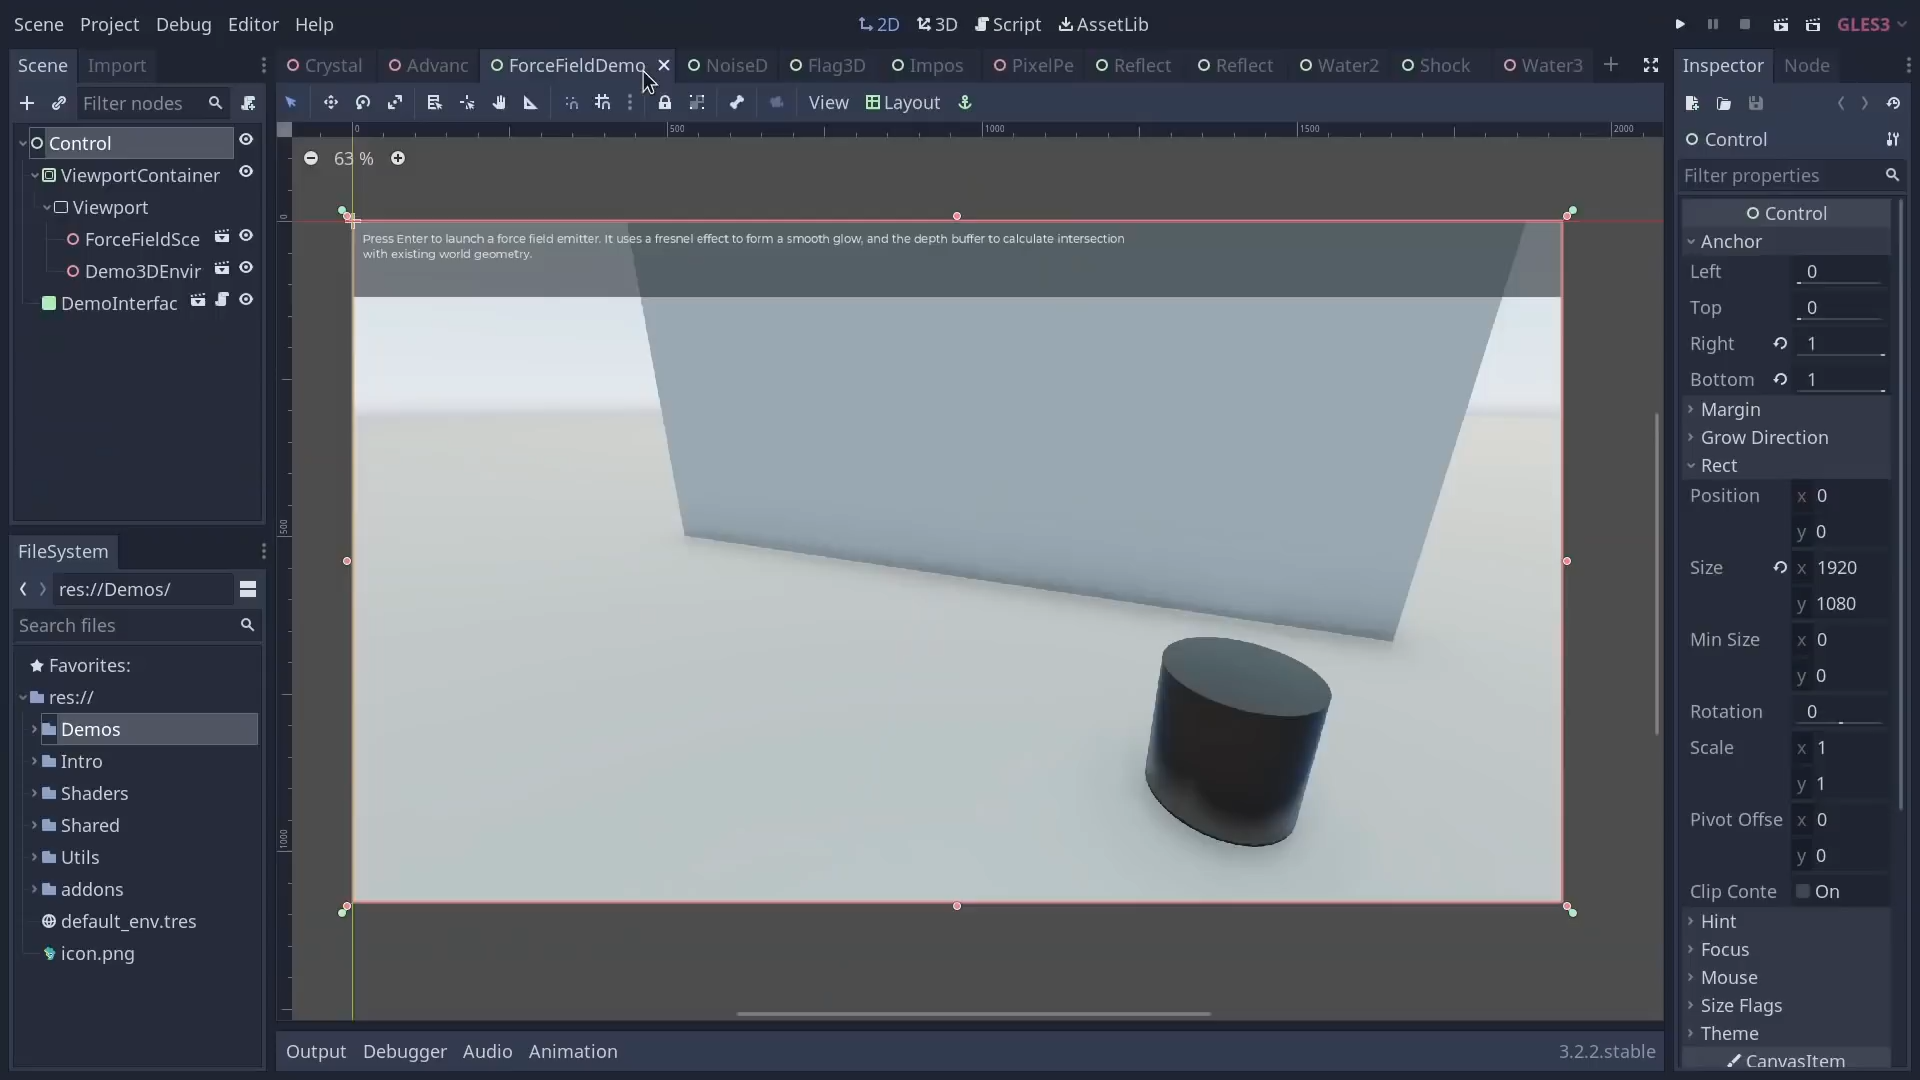 Scene Project Debug Editor Help
2D 3D Script AssetLib
GLES3
Scene Import
Crystal Advanc ForceFieldDemo NoiseD Flag3D Impos PixelPe Reflect Reflect Water2 Shock Water3
Inspector Node
Filter nodes
View Layout
Control
ViewportContainer
Viewport
ForceFieldSce
Demo3DEnvir
DemoInterfac
FileSystem
res://Demos/
Search files
Favorites:
res://
Demos
Intro
Shaders
Shared
Utils
addons
default_env.tres
icon.png
0 500 1000 1500 2000
63 %
0
500
1000
Press Enter to launch a force field emitter. It uses a fresnel effect to form a smooth glow, and the depth buffer to calculate intersection
with existing world geometry.
Output Debugger Audio Animation
3.2.2.stable
Control
Filter properties
Control
Anchor
Left 0
Top 0
Right 1
Bottom 1
Margin
Grow Direction
Rect
Position x 0
y 0
Size x 1920
y 1080
Min Size x 0
y 0
Rotation 0
Scale x 1
y 1
Pivot Offse x 0
y 0
Clip Conte On
Hint
Focus
Mouse
Size Flags
Theme
CanvasItem